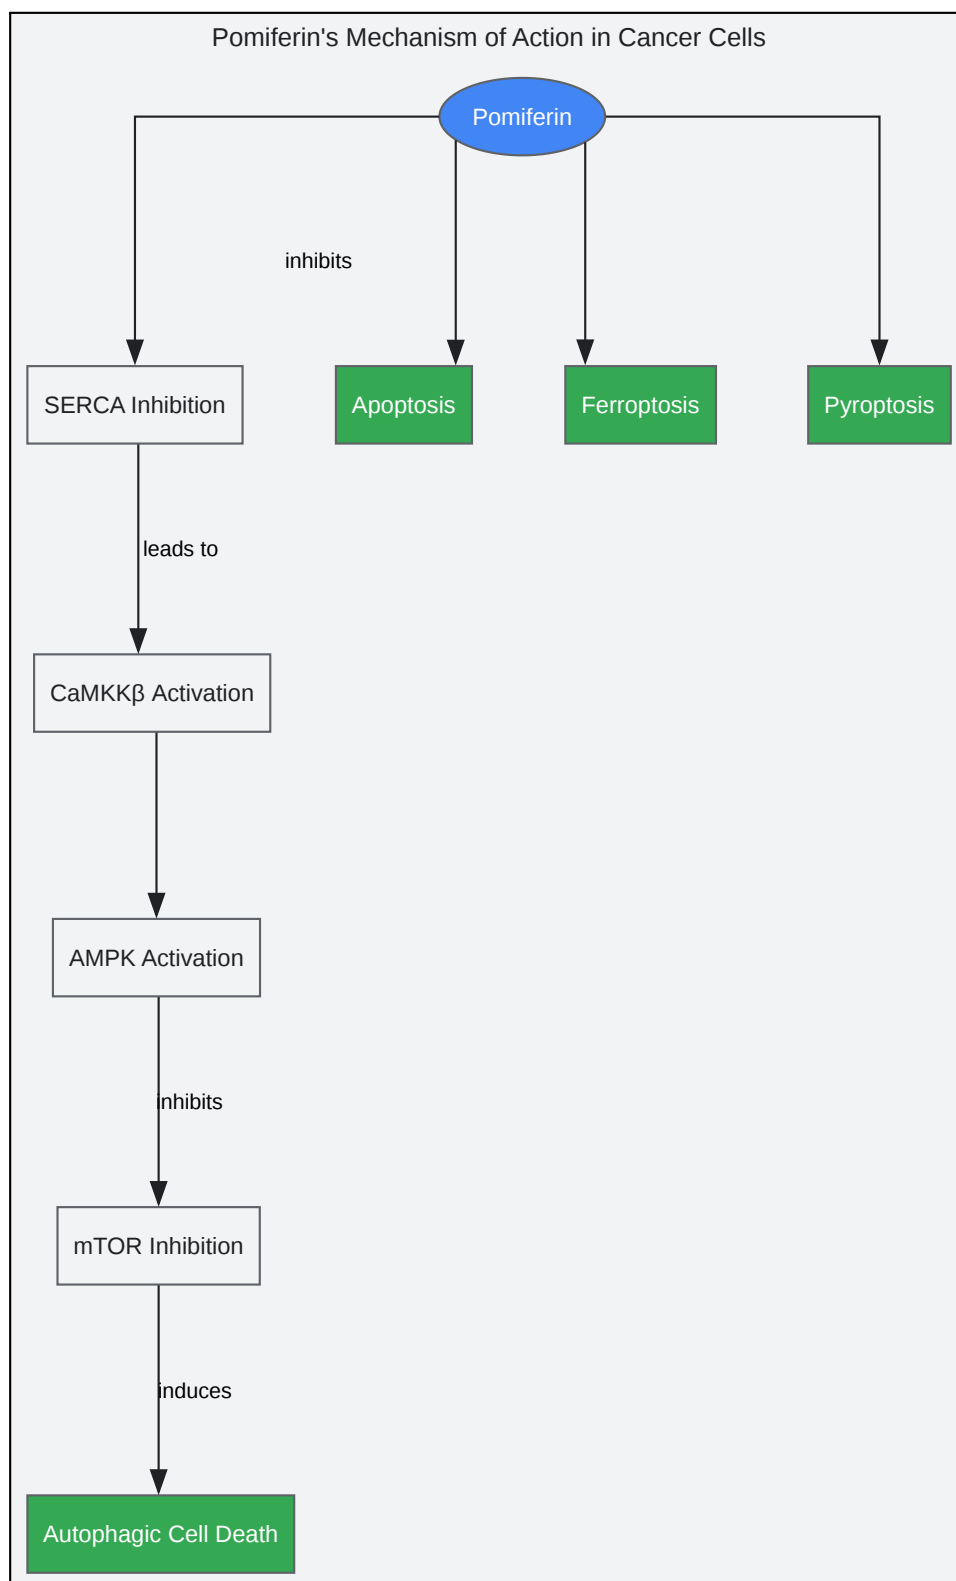 Pomiferin's Mechanism of Action in Cancer Cells
Pomiferin
inhibits
SERCA Inhibition
Apoptosis
Ferroptosis
Pyroptosis
leads to
CaMKKβ Activation
AMPK Activation
inhibits
mTOR Inhibition
induces
Autophagic Cell Death